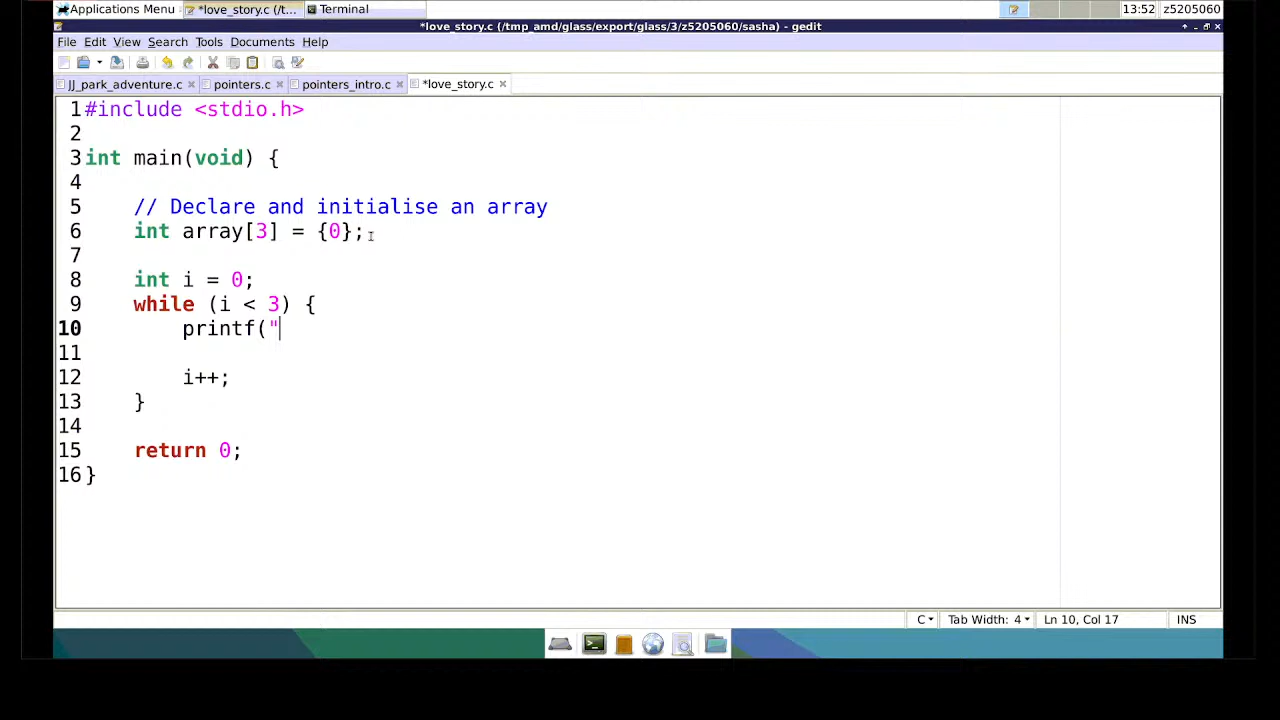 Applications Menu *love_story.c (/t... Terminal 13:52 z5205060
*love_story.c (/tmp_amd/glass/export/glass/3/z5205060/sasha) - gedit
File Edit View Search Tools Documents Help
JJ_park_adventure.c pointers.c pointers_intro.c *love_story.c
1 #include <stdio.h>
2
3 int main(void) {
4
5 // Declare and initialise an array
6 int array[3] = {0};
7
8 int i = 0;
9 while (i < 3) {
10 printf("
11
12 i++;
13 }
14
15 return 0;
16 }
C Tab Width: 4 Ln 10, Col 17 INS